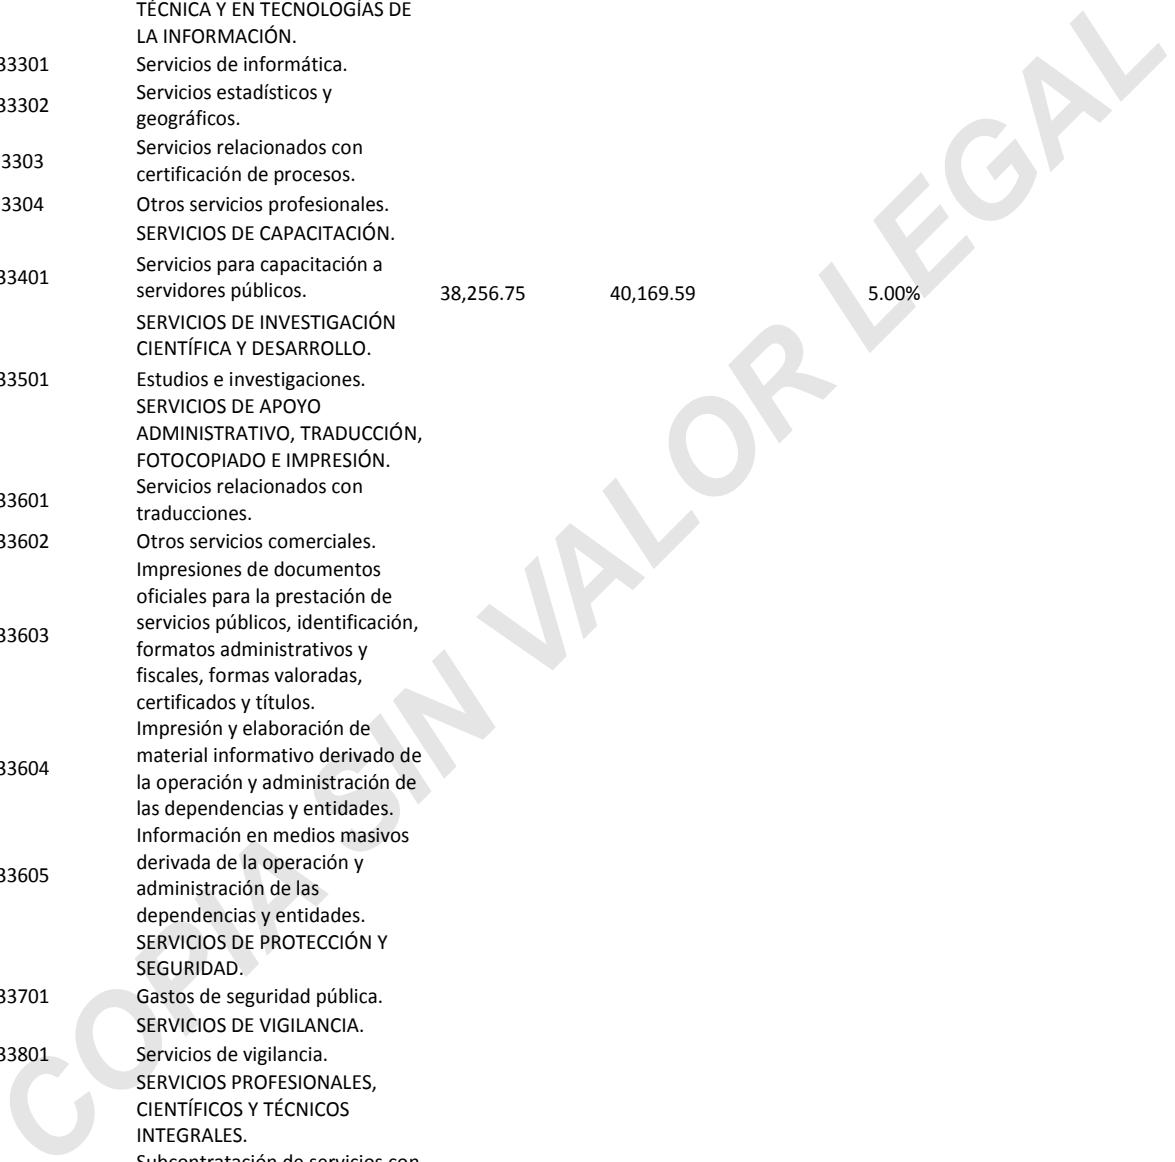 TÉCNICA Y EN TECNOLOGÍAS DE
LA INFORMACIÓN.
33301 Servicios de informática.
33302 Servicios estadísticos y
geográficos.
3303 Servicios relacionados con
certificación de procesos.
3304 Otros servicios profesionales.
SERVICIOS DE CAPACITACIÓN.
33401 Servicios para capacitación a
servidores públicos. 38,256.75 40,169.59 5.00%
SERVICIOS DE INVESTIGACIÓN
CIENTÍFICA Y DESARROLLO.
33501 Estudios e investigaciones.
SERVICIOS DE APOYO
ADMINISTRATIVO, TRADUCCIÓN,
FOTOCOPIADO E IMPRESIÓN.
33601 Servicios relacionados con
traducciones.
33602 Otros servicios comerciales.
Impresiones de documentos
oficiales para la prestación de
servicios públicos, identificación,
33603 formatos administrativos y
fiscales, formas valoradas,
certificados y títulos.
Impresión y elaboración de
material informativo derivado de
33604 la operación y administración de
las dependencias y entidades.
Información en medios masivos
derivada de la operación y
33605 administración de las
dependencias y entidades.
SERVICIOS DE PROTECCIÓN Y
SEGURIDAD.
33701 Gastos de seguridad pública.
SERVICIOS DE VIGILANCIA.
33801 Servicios de vigilancia.
SERVICIOS PROFESIONALES,
CIENTÍFICOS Y TÉCNICOS
INTEGRALES.
Subcontratación de servicios con
COPIA SIN VALOR LEGAL